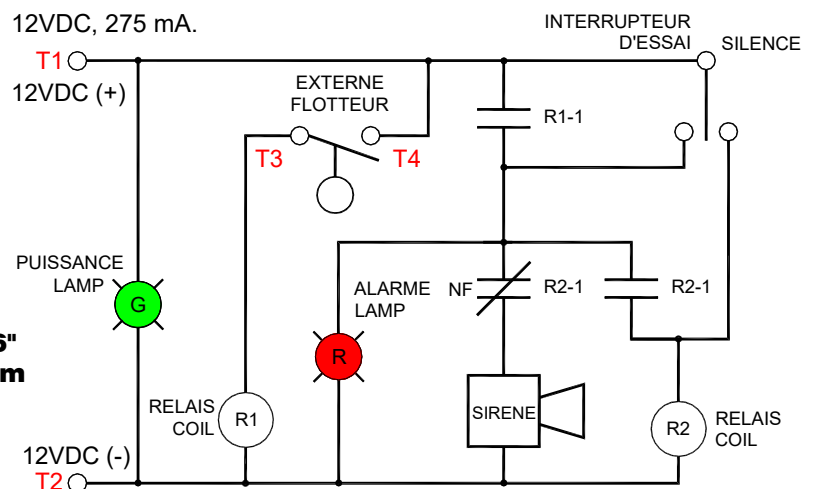 12VDC, 275 mA.
T1
12VDC (+)
INTERRUPTEUR
D'ESSAI
SILENCE
EXTERNE
FLOTTEUR
R1-1
T3
T4
PUISSANCE
LAMP
G
ALARME
LAMP
NF
R2-1
R2-1
6"
m
R
RELAIS
COIL
R1
SIRENE
R2
RELAIS
COIL
12VDC (-)
T2